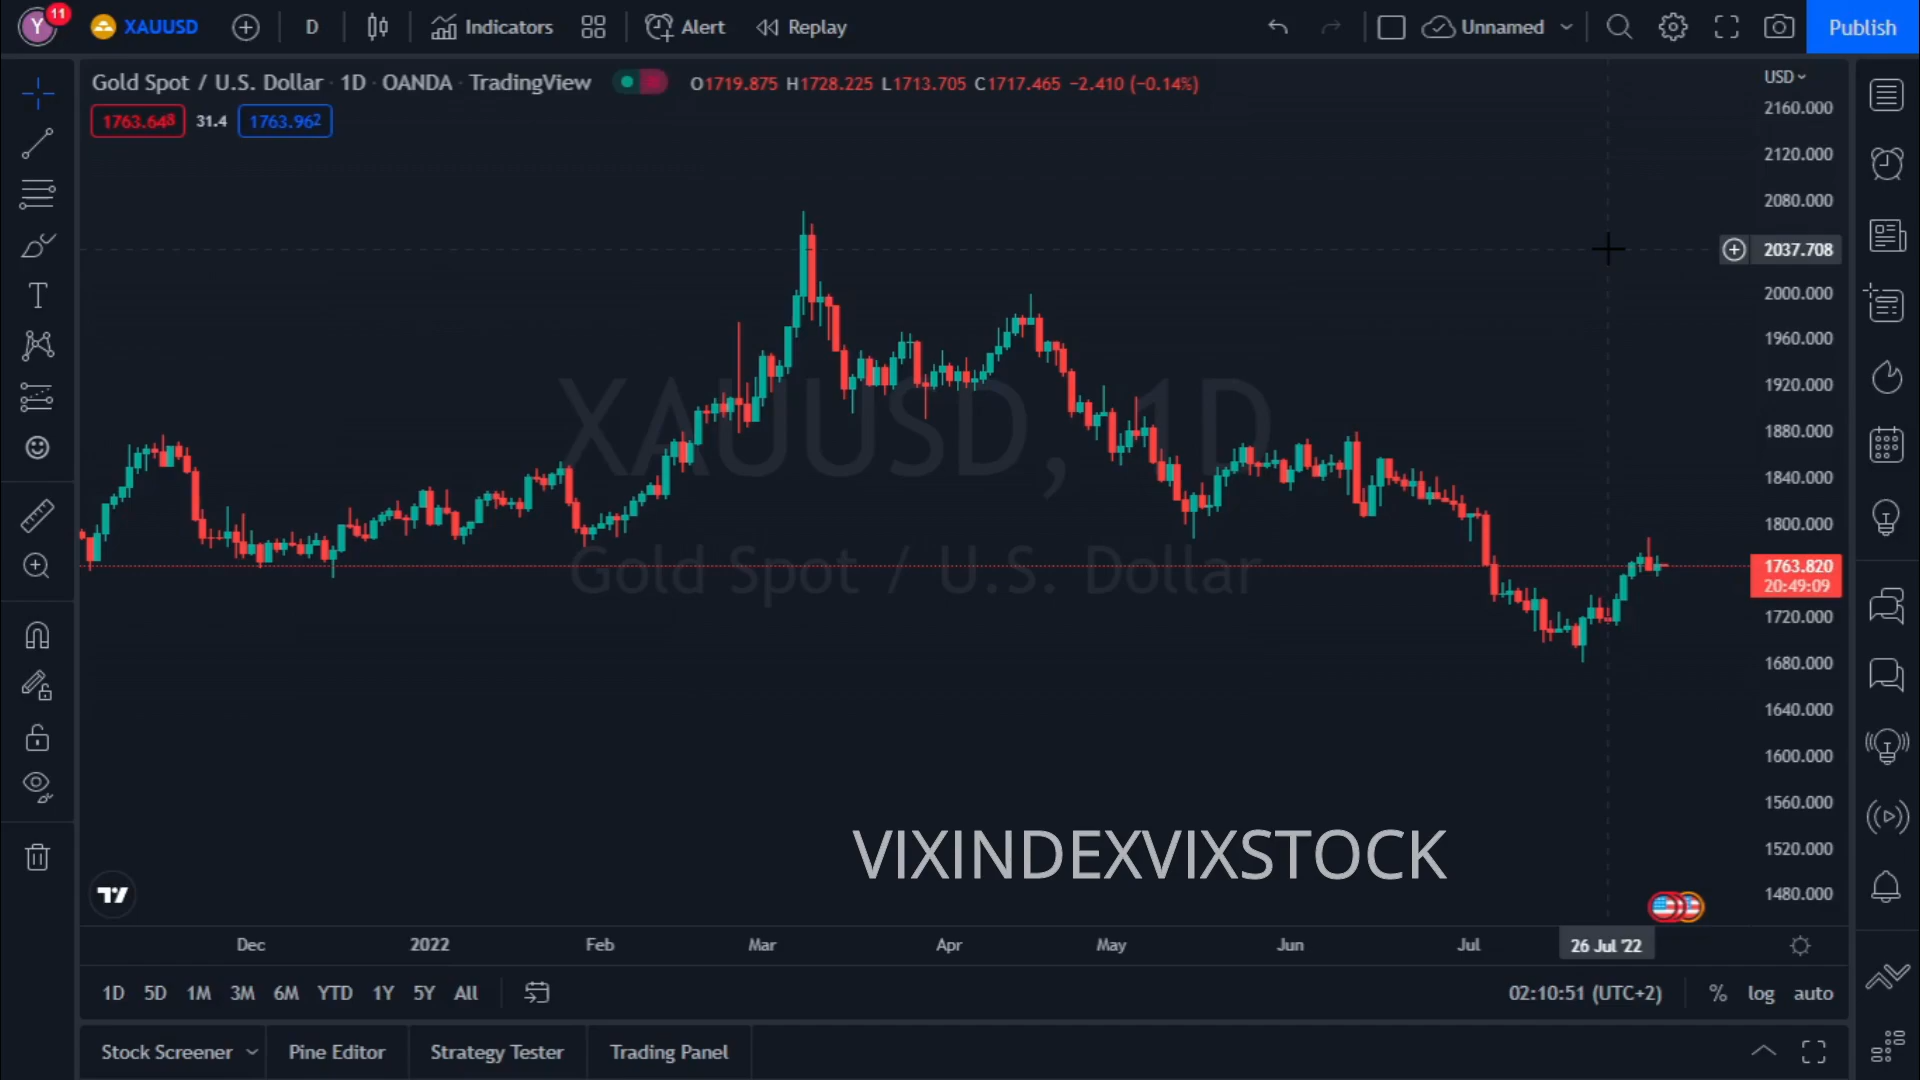 Y 11 XAUUSD D Indicators Alert Replay Unnamed Publish
Gold Spot / U.S. Dollar · 1D · OANDA · TradingView O1719.875 H1728.225 L1713.705 C1717.465 −2.410 (−0.14%)
1763.648 31.4 1763.962
USD
2160.000
2120.000
2080.000
2037.708
2000.000
1960.000
1920.000
1880.000
1840.000
1800.000
1763.820
20:49:09
1720.000
1680.000
1640.000
1600.000
1560.000
1520.000
1480.000
XAUUSD, 1D
Gold Spot / U.S. Dollar
VIXINDEXVIXSTOCK
Dec 2022 Feb Mar Apr May Jun Jul 26 Jul '22
1D 5D 1M 3M 6M YTD 1Y 5Y All 02:10:51 (UTC+2) % log auto
Stock Screener Pine Editor Strategy Tester Trading Panel